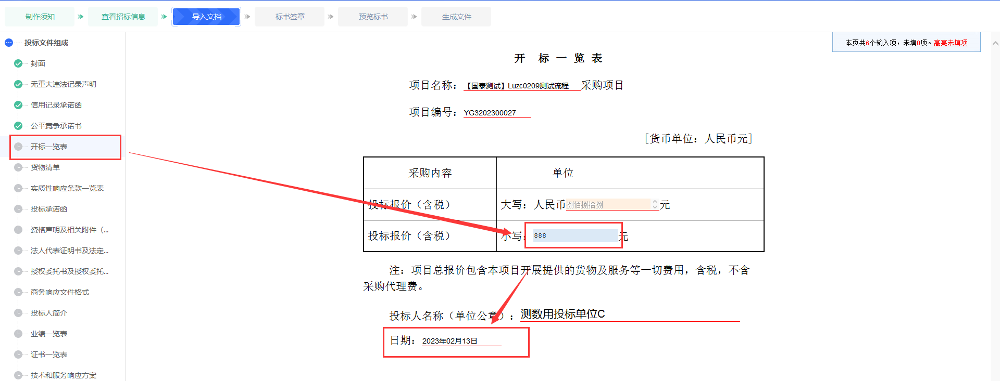 制作须知
查看招标信息
导入文档
标书签章
预览标书
生成文件
投标文件组成
封面
无重大违法记录声明
信用记录承诺函
公平竞争承诺书
开标一览表
货物清单
实质性响应条款一览表
投标承诺函
资格声明及相关附件（...
法人代表证明书及法定...
授权委托书及授权委托...
商务响应文件格式
投标人简介
业绩一览表
证书一览表
技术和服务响应方案
本页共6个输入项，未填0项。高亮未填项
开 标 一 览 表
项目名称：【国泰测试】Luzc0209测试流程 采购项目
项目编号：YG3202300027
[货币单位：人民币元]
采购内容 单位
投标报价（含税） 大写：人民币捌佰捌拾捌 元
投标报价（含税） 小写：888 元
注：项目总报价包含本项目开展提供的货物及服务等一切费用，含税，不含
采购代理费。
投标人名称（单位公章）：测数用投标单位C
日期：2023年02月13日